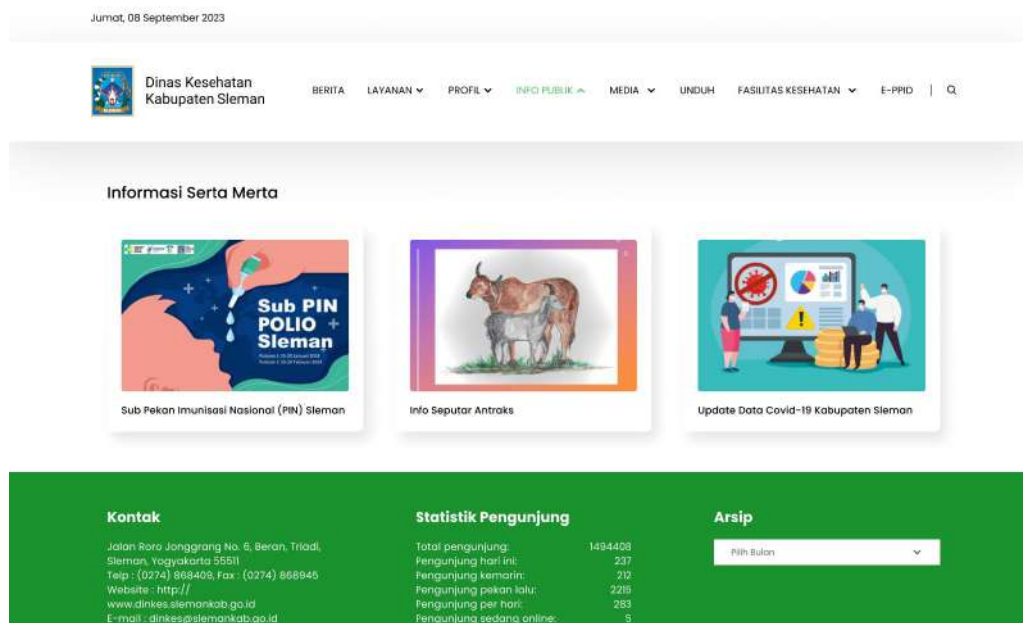 Jumat, 08 September 2023
Dinas Kesehatan
Kabupaten Sleman
BERITA LAYANAN PROFIL INFO PUBLIK MEDIA UNDUH FASILITAS KESEHATAN E-PPID |
Informasi Serta Merta
Sub PIN
POLIO
Sleman
Sub Pekan Imunisasi Nasional (PIN) Sleman
Info Seputar Antraks
Update Data Covid-19 Kabupaten Sleman
Kontak
Jalan Roro Jonggrang No. 6, Beran, Triadi,
Sleman, Yogyakarta 55511
Telp : (0274) 868409, Fax : (0274) 868945
Website : http://
www.dinkes.slemankab.go.id
E-mail : dinkes@slemankab.go.id
Statistik Pengunjung
Total pengunjung: 1494408
Pengunjung hari ini: 237
Pengunjung kemarin: 212
Pengunjung pekan lalu: 2215
Pengunjung per hari: 283
Pengunjung sedang online: 5
Arsip
Pilih Bulan